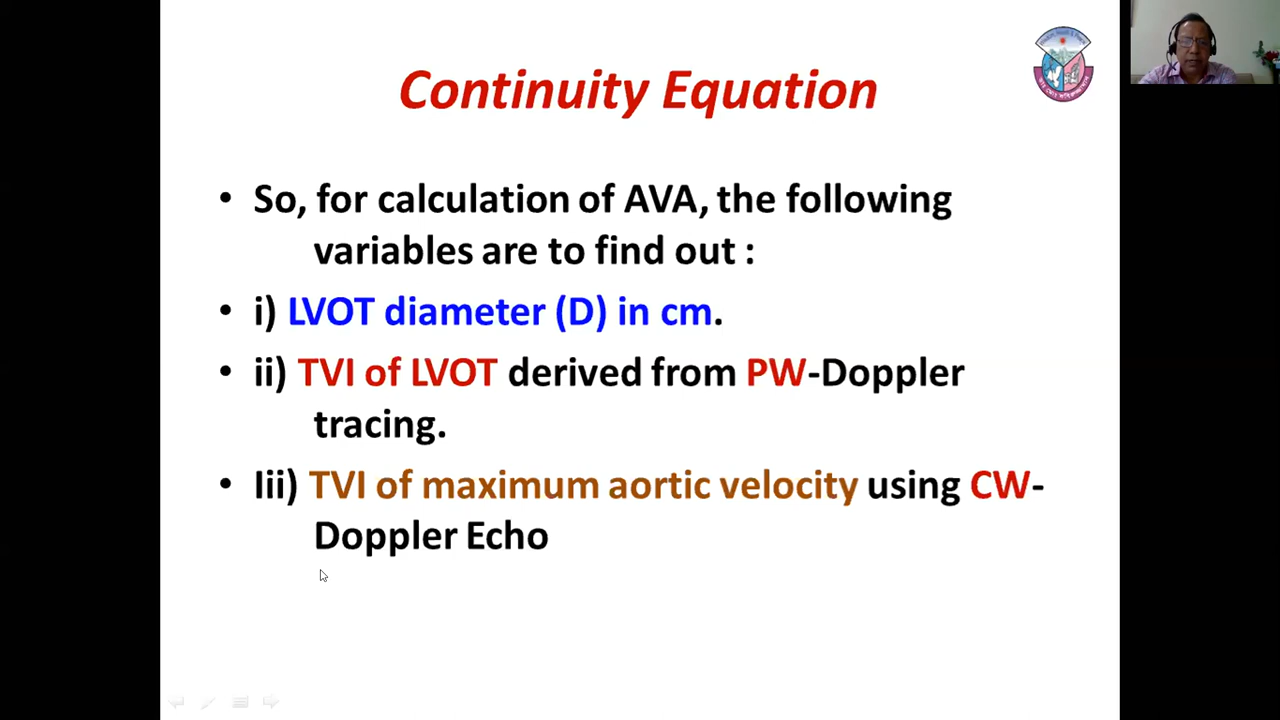 Continuity Equation
• So, for calculation of AVA, the following
variables are to find out :
• i) LVOT diameter (D) in cm.
• ii) TVI of LVOT derived from PW-Doppler
tracing.
• Iii) TVI of maximum aortic velocity using CW-
Doppler Echo